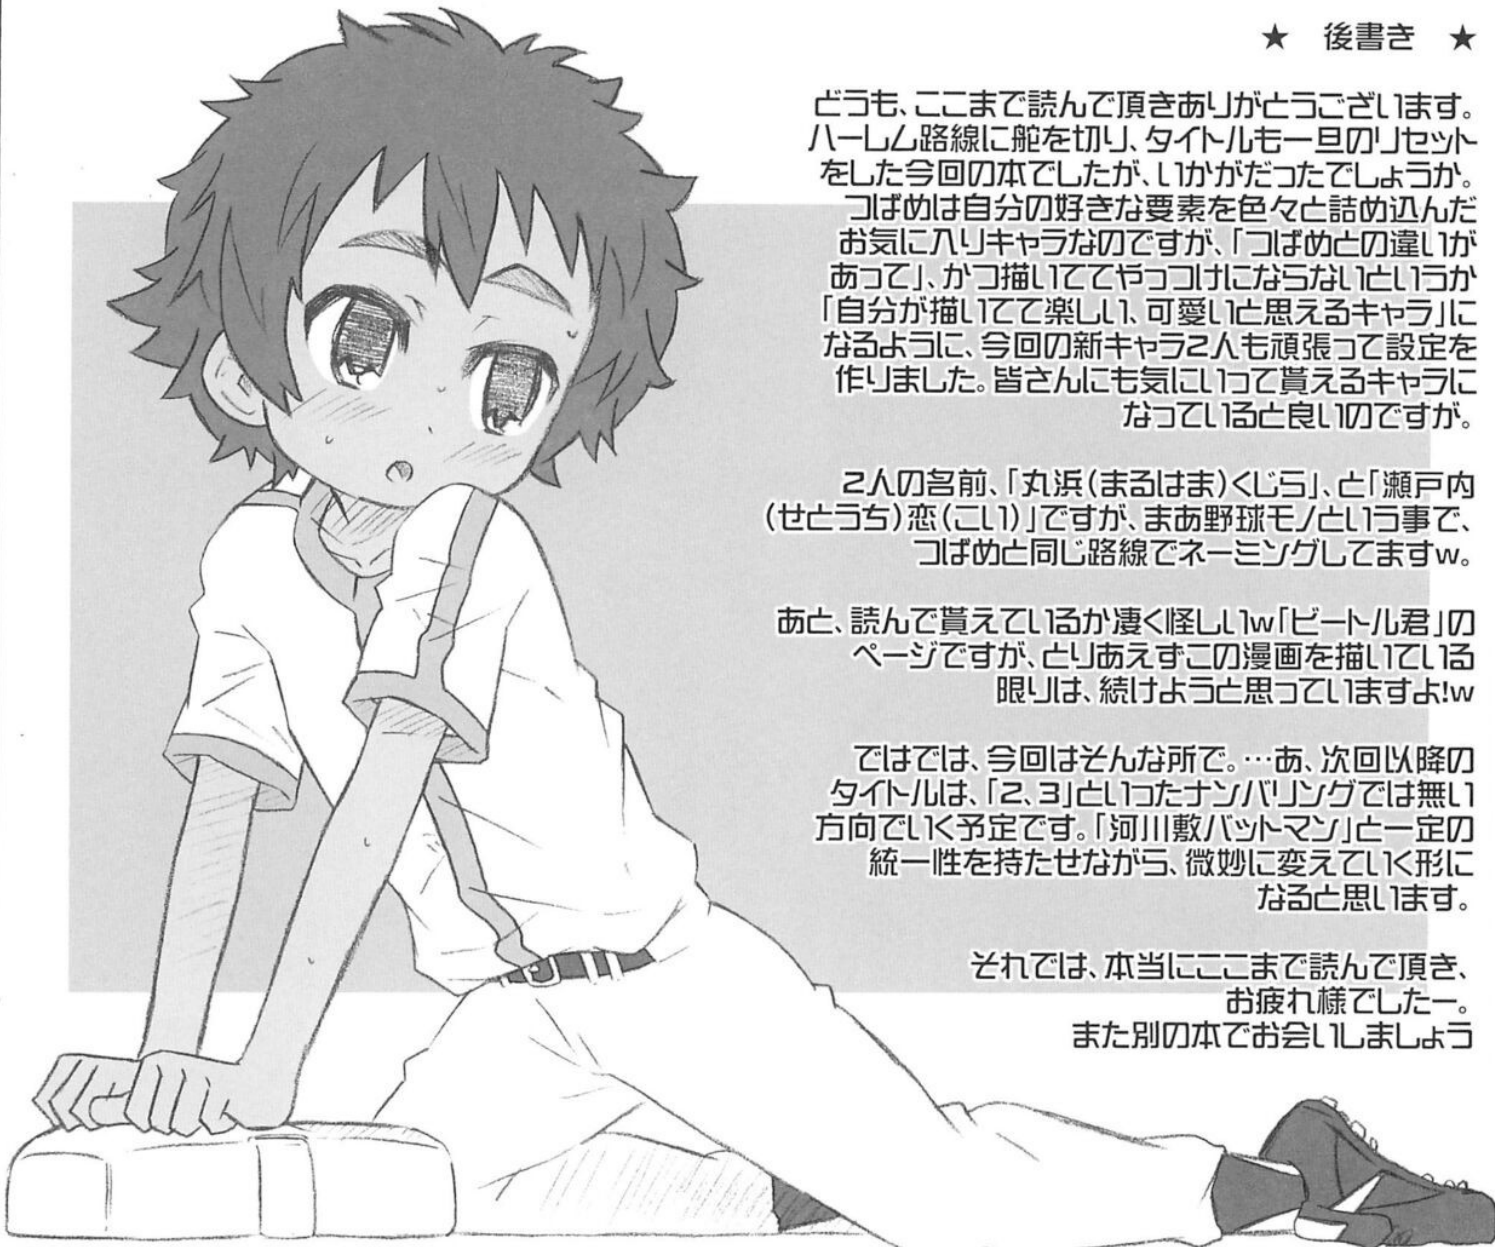 ★ 後書き ★
どうも、ここまで読んで頂きありがとうございます。
ハーレム路線に舵を切り、タイトルも一旦のリセット
をした今回の本でしたが、いかがだったでしょうか。
つばめは自分の好きな要素を色々と詰め込んだ
お気に入りキャラなのですが、「つばめとの違いが
あって」、かつ描いててやっつけにならないというか
「自分が描いてて楽しい、可愛いと思えるキャラ」に
なるように、今回の新キャラ2人も頑張って設定を
作りました。皆さんにも気にいって貰えるキャラに
なっていると良いのですが。
2人の名前、「丸浜(まるはま)くじら」、と「瀬戸内
(せとうち)恋(こい)」ですが、まあ野球モノという事で、
つばめと同じ路線でネーミングしてますw。
あと、読んで貰えているか凄く怪しいw「ビートル君」の
ページですが、とりあえずこの漫画を描いている
限りは、続けようと思っていますよ!w
ではでは、今回はそんな所で。…あ、次回以降の
タイトルは、「2、3」といったナンバリングでは無い
方向でいく予定です。「河川敷バットマン」と一定の
統一性を持たせながら、微妙に変えていく形に
なると思います。
それでは、本当にここまで読んで頂き、
お疲れ様でしたー。
また別の本でお会いしましょう